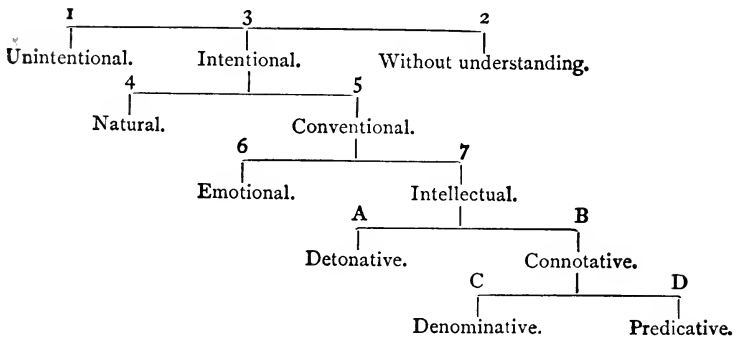 1 3 2
Unintentional. Intentional. Without understanding.
4 5
Natural. Conventional.
6 7
Emotional. Intellectual.
A B
Detonative. Connotative.
C D
Denominative. Predicative.